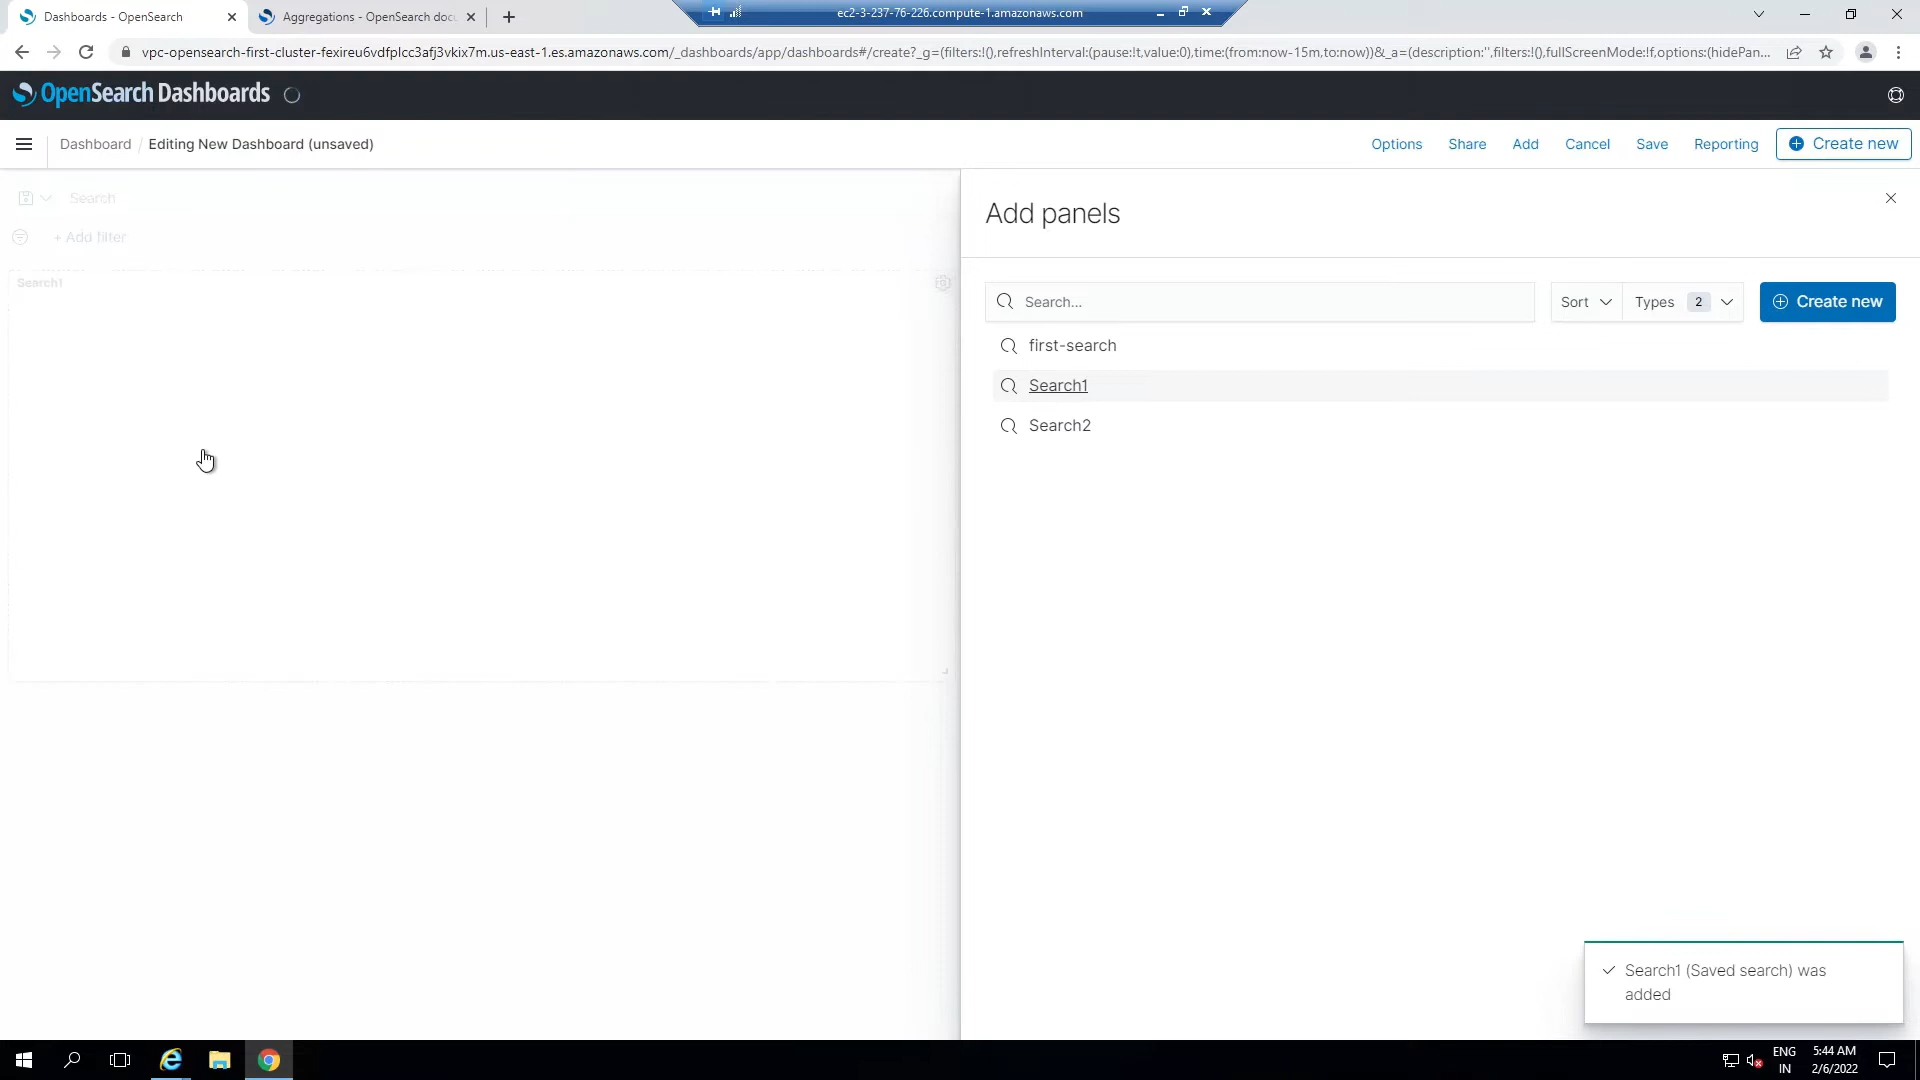 Dashboards - OpenSearch
Aggregations - OpenSearch docu
ec2-3-237-76-226.compute-1.amazonaws.com
vpc-opensearch-first-cluster-fexireu6vdfplcc3afj3vkix7m.us-east-1.es.amazonaws.com/_dashboards/app/dashboards#/create?_g=(filters:!(),refreshInterval:(pause:!t,value:0),time:(from:now-15m,to:now))&_a=(description:'',filters:!(),fullScreenMode:!f,options:(hidePan...
OpenSearch Dashboards
Dashboard / Editing New Dashboard (unsaved)
Options Share Add Cancel Save Reporting Create new
Search
+ Add filter
Search1
Add panels
Search...
Sort Types 2
Create new
first-search
Search1
Search2
Search1 (Saved search) was
added
ENG
IN
5:44 AM
2/6/2022